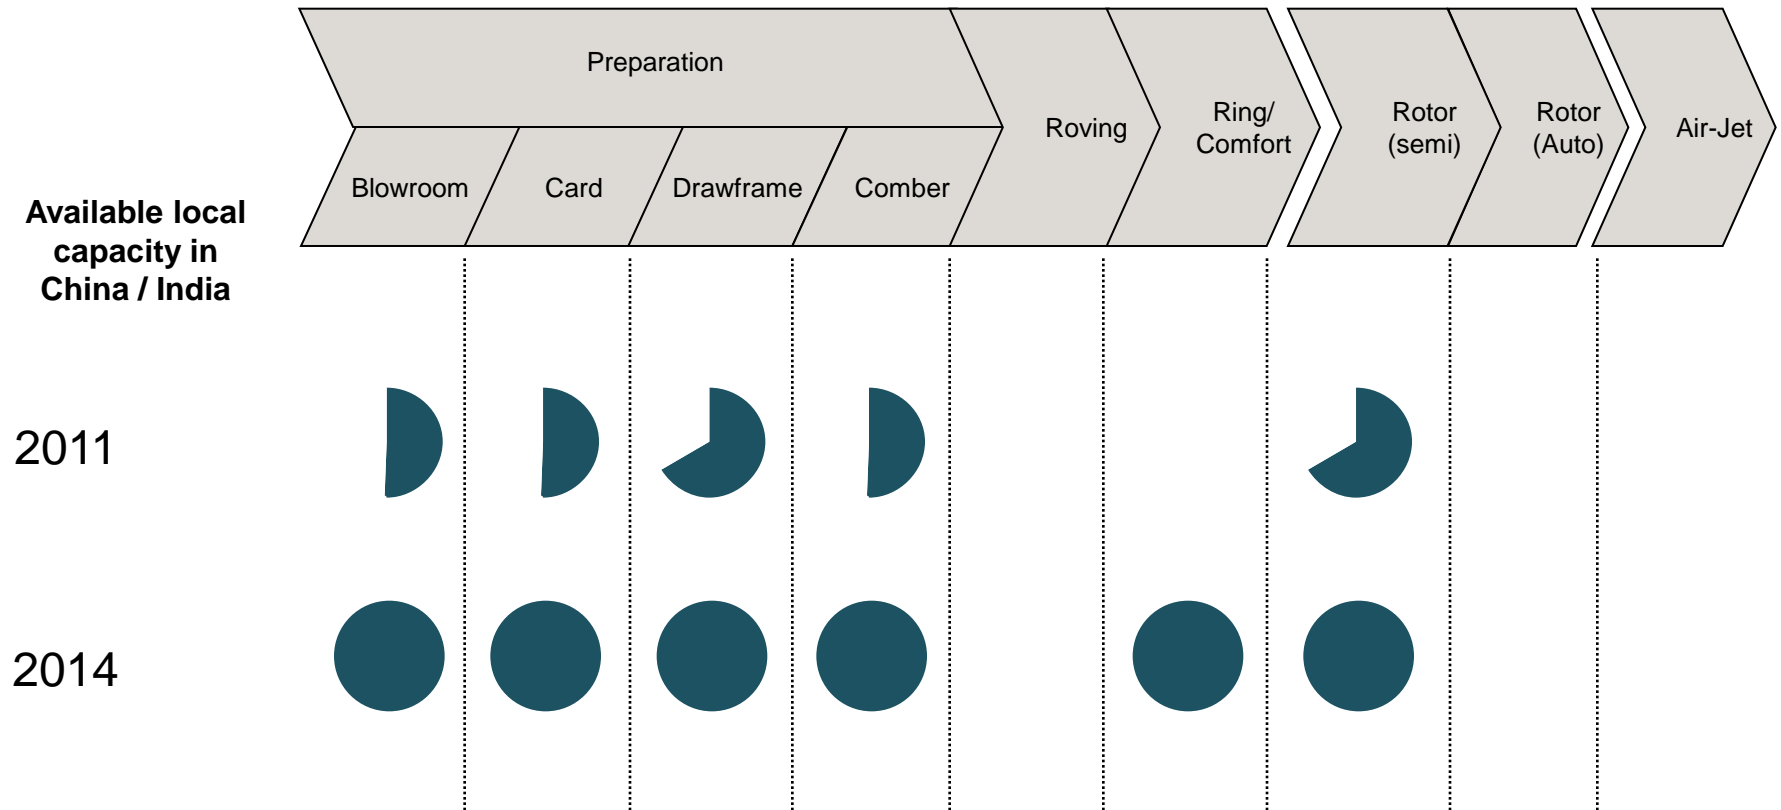 Preparation
Blowroom
Card
Drawframe
Comber
Roving
Ring/
Comfort
Rotor
(semi)
Rotor
(Auto)
Air-Jet
Available local
capacity in
China / India
2011
2014